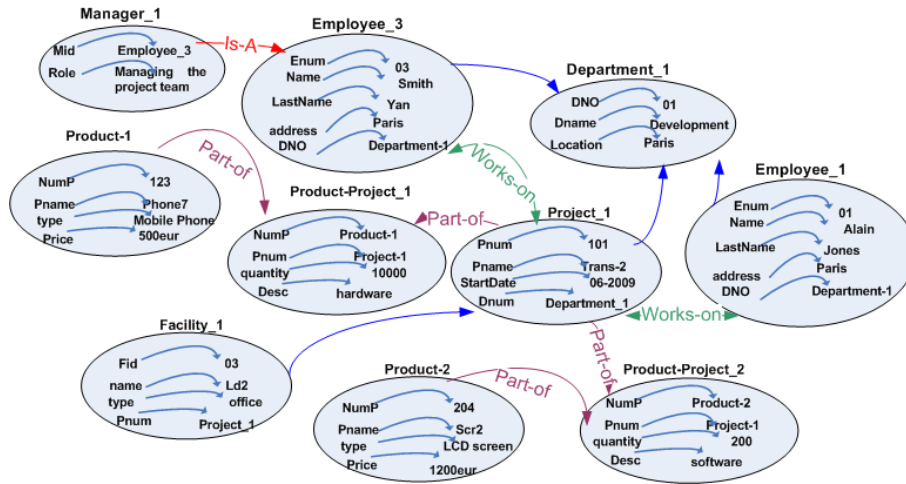 Manager_1
Mid Employee_3
Role Managing the
project team
Is-A
Employee_3
Enum 03
Name Smith
LastName Yan
address Paris
DNO Department-1
Department_1
DNO 01
Dname Development
Location Paris
Product-1
NumP 123
Pname Phone7
type Mobile Phone
Price 500eur
Part-of
Works-on
Product-Project_1
NumP Product-1
Pnum Project-1
quantity 10000
Desc hardware
Part-of
Project_1
Pnum 101
Pname Trans-2
StartDate 06-2009
Dnum Department_1
Employee_1
Enum 01
Name Alain
LastName Jones
address Paris
DNO Department-1
Works-on
Facility_1
Fid 03
name Ld2
type office
Pnum Project_1
Product-2
NumP 204
Pname Scr2
type LCD screen
Price 1200eur
Part-of
Part-of
Product-Project_2
NumP Product-2
Pnum Project-1
quantity 200
Desc software